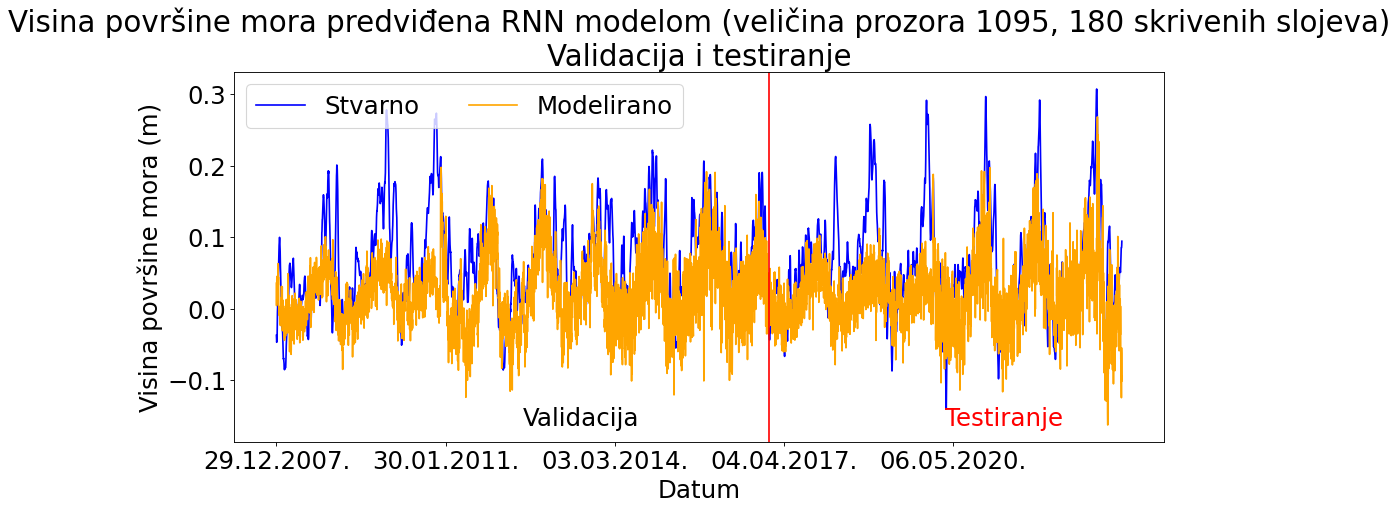 Visina površine mora predviđena RNN modelom (veličina prozora 1095, 180 skrivenih slojeva)
Validacija i testiranje
Stvarno Modelirano
Visina površine mora (m)
0.3
0.2
0.1
0.0
−0.1
Validacija Testiranje
29.12.2007. 30.01.2011. 03.03.2014. 04.04.2017. 06.05.2020.
Datum